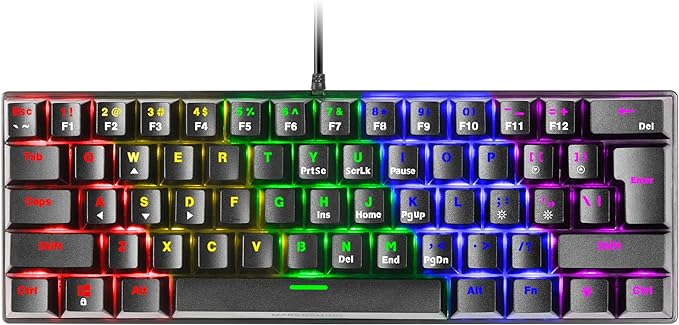 Esc 1! 2@ 3# 4$ 5% 6^ 7& 8* 9( 0) -_ =+
`~ F1 F2 F3 F4 F5 F6 F7 F8 F9 F10 F11 F12 Del
Tab Q W E R T Y U I O P [{ ]}
PrtSc ScrLk Pause Enter
Caps A S D F G H J K L ;: '" \|
Ins Home PgUp
Shift Z X C V B N M ,< .> /? Shift
Del End PgDn
Ctrl Alt MARSGAMING Alt Fn Ctrl